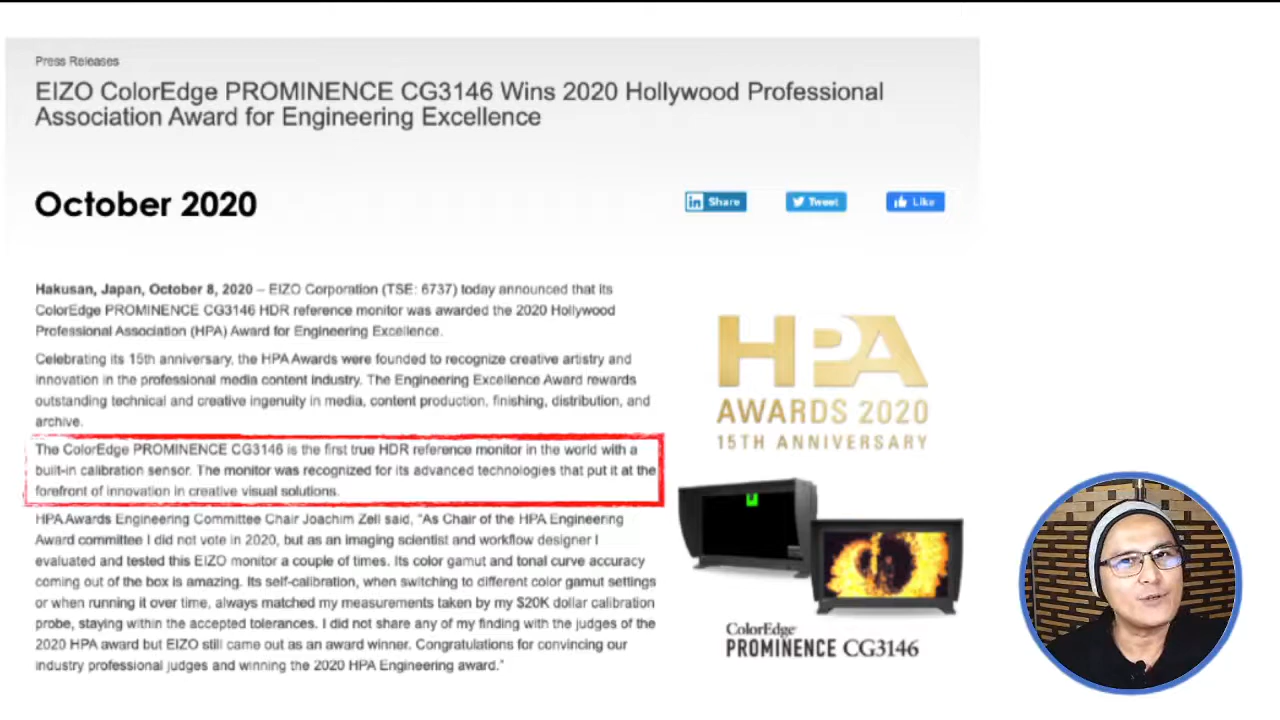 Press Releases
EIZO ColorEdge PROMINENCE CG3146 Wins 2020 Hollywood Professional
Association Award for Engineering Excellence
October 2020
in Share
Tweet
Like
Hakusan, Japan, October 8, 2020 – EIZO Corporation (TSE: 6737) today announced that its
ColorEdge PROMINENCE CG3146 HDR reference monitor was awarded the 2020 Hollywood
Professional Association (HPA) Award for Engineering Excellence.
Celebrating its 15th anniversary, the HPA Awards were founded to recognize creative artistry and
innovation in the professional media content industry. The Engineering Excellence Award rewards
outstanding technical and creative ingenuity in media, content production, finishing, distribution, and
archive.
The ColorEdge PROMINENCE CG3146 is the first true HDR reference monitor in the world with a
built-in calibration sensor. The monitor was recognized for its advanced technologies that put it at the
forefront of innovation in creative visual solutions.
HPA Awards Engineering Committee Chair Joachim Zell said, "As Chair of the HPA Engineering
Award committee I did not vote in 2020, but as an imaging scientist and workflow designer I
evaluated and tested this EIZO monitor a couple of times. Its color gamut and tonal curve accuracy
coming out of the box is amazing. Its self-calibration, when switching to different color gamut settings
or when running it over time, always matched my measurements taken by my $20K dollar calibration
probe, staying within the accepted tolerances. I did not share any of my finding with the judges of the
2020 HPA award but EIZO still came out as an award winner. Congratulations for convincing our
industry professional judges and winning the 2020 HPA Engineering award."
HPA
AWARDS 2020
15TH ANNIVERSARY
ColorEdge
PROMINENCE CG3146